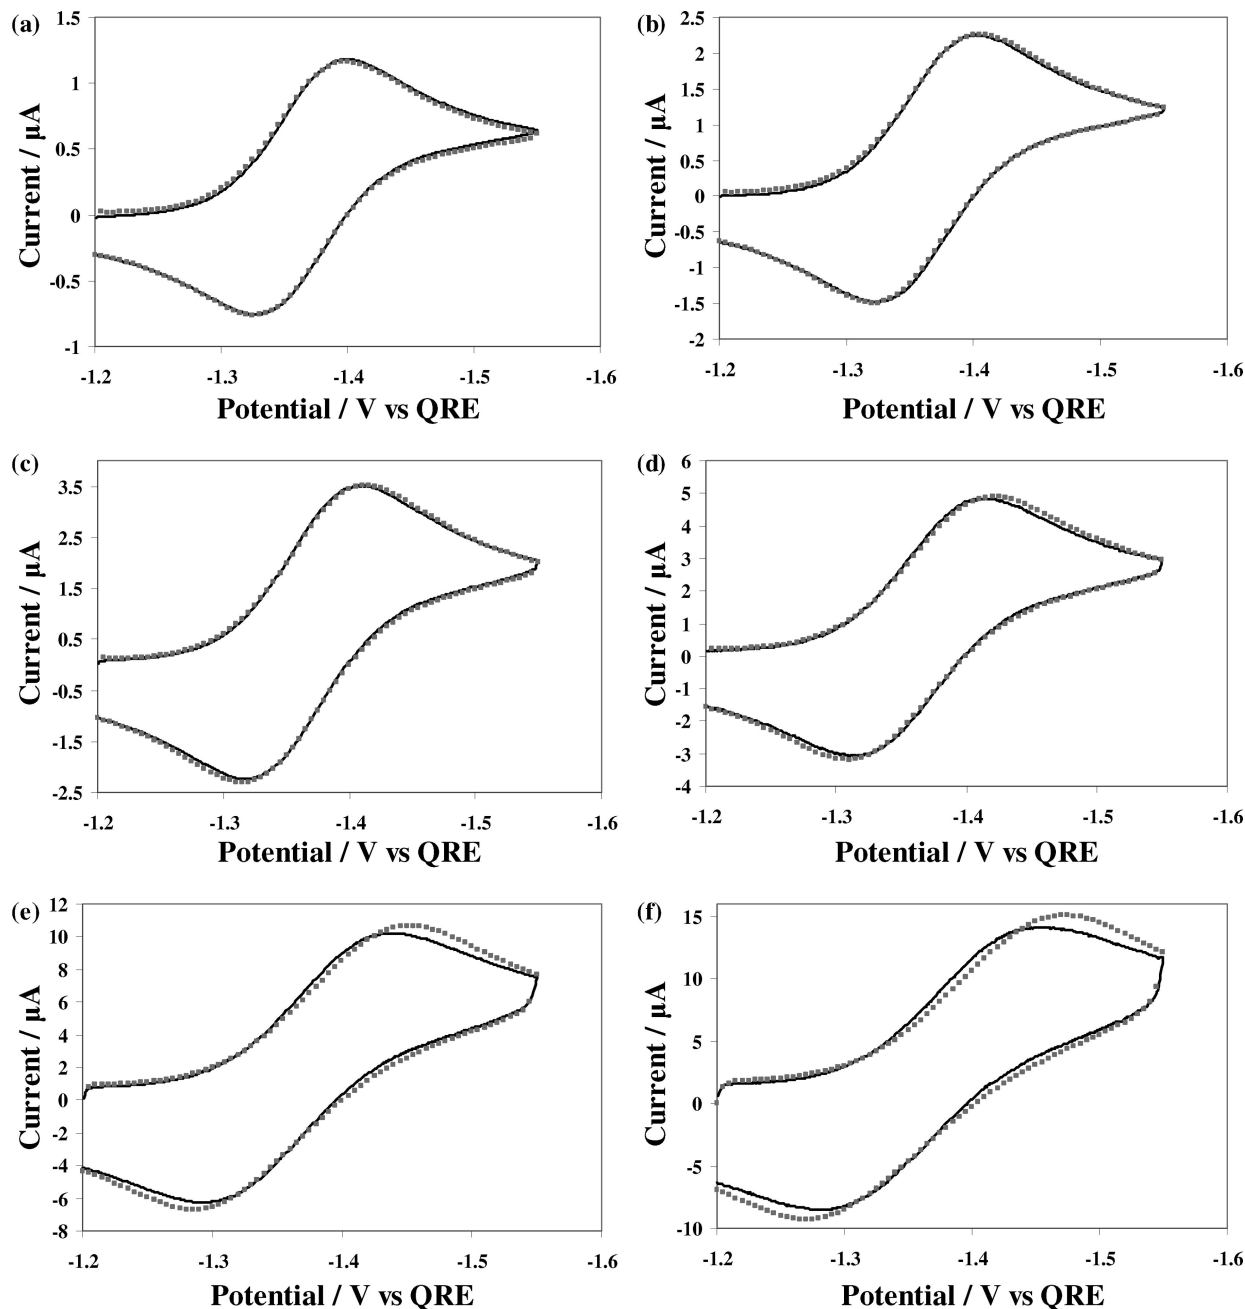 (a)
1.5
1
0.5
0
-0.5
-1
-1.2 -1.3 -1.4 -1.5 -1.6
Current / μA
Potential / V vs QRE
(b)
2.5
2
1.5
1
0.5
0
-0.5
-1
-1.5
-2
-1.2 -1.3 -1.4 -1.5 -1.6
Current / μA
Potential / V vs QRE
(c)
3.5
2.5
1.5
0.5
-0.5
-1.5
-2.5
-1.2 -1.3 -1.4 -1.5 -1.6
Current / μA
Potential / V vs QRE
(d)
6
5
4
3
2
1
0
-1
-2
-3
-4
-1.2 -1.3 -1.4 -1.5 -1.6
Current / μA
Potential / V vs QRE
(e)
12
10
8
6
4
2
0
-2
-4
-6
-8
-1.2 -1.3 -1.4 -1.5 -1.6
Current / μA
Potential / V vs QRE
(f)
15
10
5
0
-5
-10
-1.2 -1.3 -1.4 -1.5 -1.6
Current / μA
Potential / V vs QRE